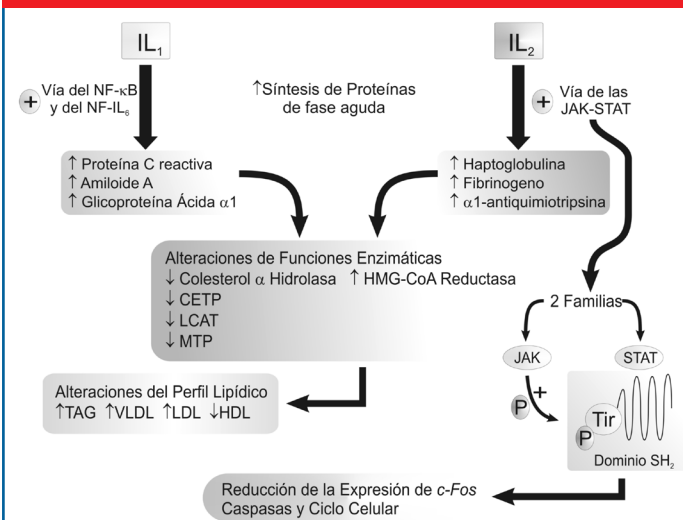 IL₁
IL₂
Vía del NF-κB
y del NF-IL₆
+
↑Síntesis de Proteínas
de fase aguda
+
Vía de las
JAK-STAT
↑ Proteína C reactiva
↑ Amiloide A
↑ Glicoproteína Ácida α1
↑ Haptoglobulina
↑ Fibrinogeno
↑ α1-antiquimiotripsina
Alteraciones de Funciones Enzimáticas
↓ Colesterol α Hidrolasa ↑ HMG-CoA Reductasa
↓ CETP
↓ LCAT
↓ MTP
2 Familias
JAK
STAT
Alteraciones del Perfil Lipídico
↑TAG ↑VLDL ↑LDL ↓HDL
P
+
Tir
P
Dominio SH₂
Reducción de la Expresión de c-Fos
Caspasas y Ciclo Celular